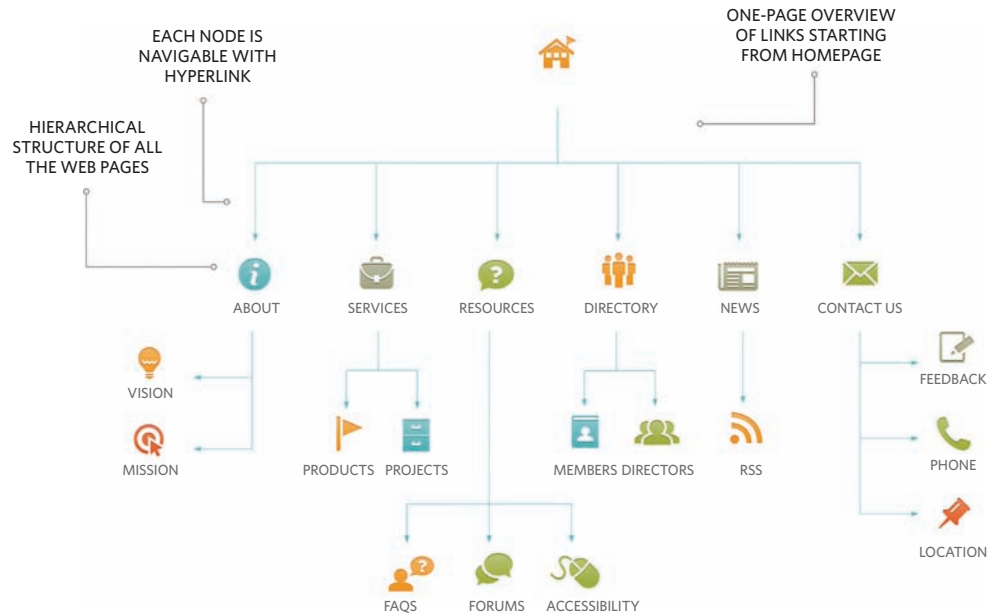 EACH NODE IS
NAVIGABLE WITH
HYPERLINK
ONE-PAGE OVERVIEW
OF LINKS STARTING
FROM HOMEPAGE
HIERARCHICAL
STRUCTURE OF ALL
THE WEB PAGES
ABOUT
SERVICES
RESOURCES
DIRECTORY
NEWS
CONTACT US
VISION
MISSION
PRODUCTS
PROJECTS
MEMBERS
DIRECTORS
RSS
FEEDBACK
PHONE
LOCATION
FAQS
FORUMS
ACCESSIBILITY